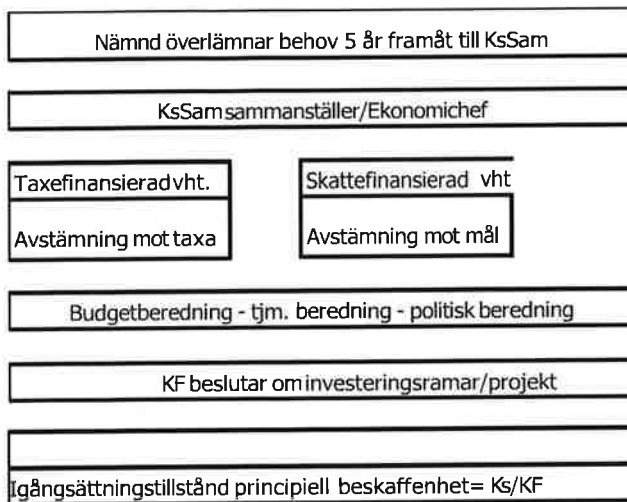 Nämnd överlämnar behov 5 år framåt till KsSam
KsSam sammanställer/Ekonomichef
Taxefinsierad vht.
Skattefinansierad vht
Avstämning mot taxa
Avstämning mot mål
Budgetberedning - tjm. beredning - politisk beredning
KF beslutar om investeringsramar/projekt
Igångsättningstillstånd principiell beskaffenhet= Ks/KF